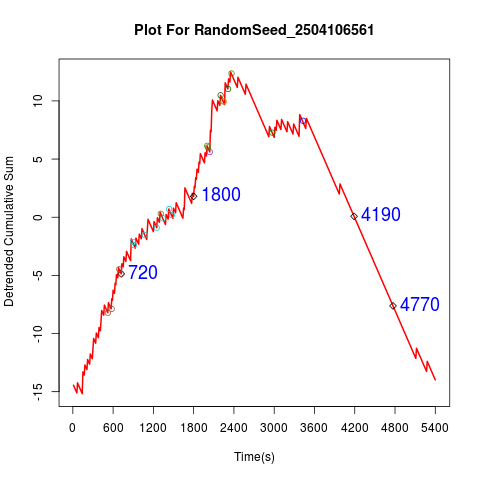 Plot For RandomSeed_2504106561
Detrended Cumulative Sum
10
5
0
-5
-10
-15
720
1800
4190
4770
0 600 1200 1800 2400 3000 3600 4200 4800 5400
Time(s)